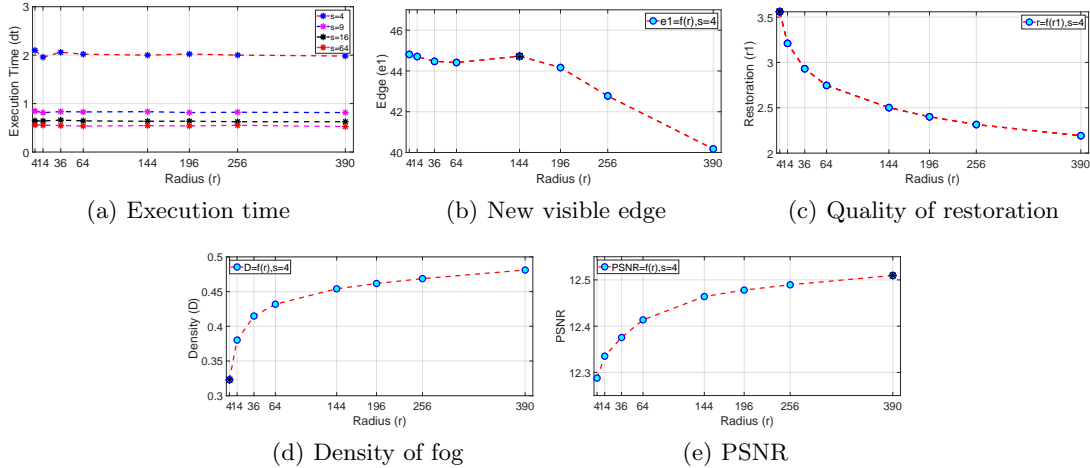 Execution Time (dt)
3
2
1
0
s=4
s=9
s=16
s=64
4 14 36 64 144 196 256 390
Radius (r)
(a) Execution time
Edge (e1)
46
44
42
40
e1=f(r),s=4
4 14 36 64 144 196 256 390
Radius (r)
(b) New visible edge
Restoration (r1)
3.5
3
2.5
2
r=f(r1),s=4
4 14 36 64 144 196 256 390
Radius (r)
(c) Quality of restoration
Density (D)
0.5
0.45
0.4
0.35
0.3
D=f(r),s=4
4 14 36 64 144 196 256 390
Radius (r)
(d) Density of fog
PSNR
12.5
12.4
12.3
PSNR=f(r),s=4
4 14 36 64 144 196 256 390
Radius (r)
(e) PSNR